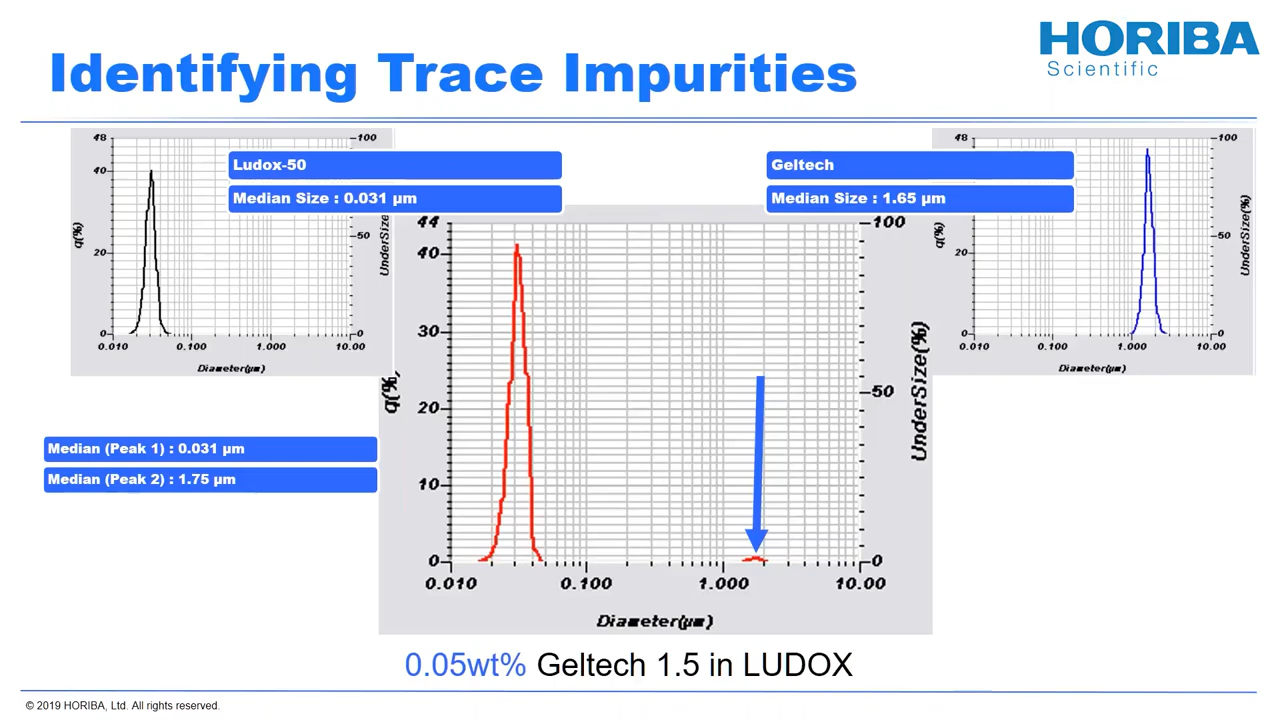 Identifying Trace Impurities
HORIBA
Scientific
48
40
20
0
q(%)
100
50
0
UnderSize(%)
0.010 0.100 1.000 10.00
Diameter(µm)
Ludox-50
Median Size : 0.031 µm
Geltech
Median Size : 1.65 µm
48
20
0
q(%)
100
50
0
UnderSize(%)
0.010 0.100 1.000 10.00
Diameter(µm)
Median (Peak 1) : 0.031 µm
Median (Peak 2) : 1.75 µm
44
40
30
20
10
0
q(%)
100
50
0
UnderSize(%)
0.010 0.100 1.000 10.00
Diameter(µm)
0.05wt% Geltech 1.5 in LUDOX
© 2019 HORIBA, Ltd. All rights reserved.